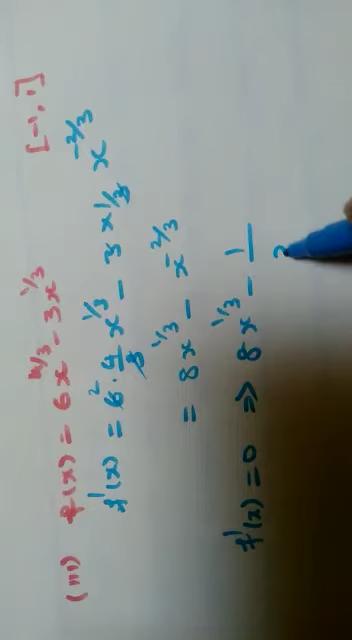 (iii) f(x) = 6x^4/3 - 3x^1/3 [-1, 1]
f'(x) = 6^2 · 4/3 x^1/3 - 3 × 1/3 x^-2/3
= 8x^1/3 - x^-2/3
f'(x) = 0 ⇒ 8x^1/3 - 1/